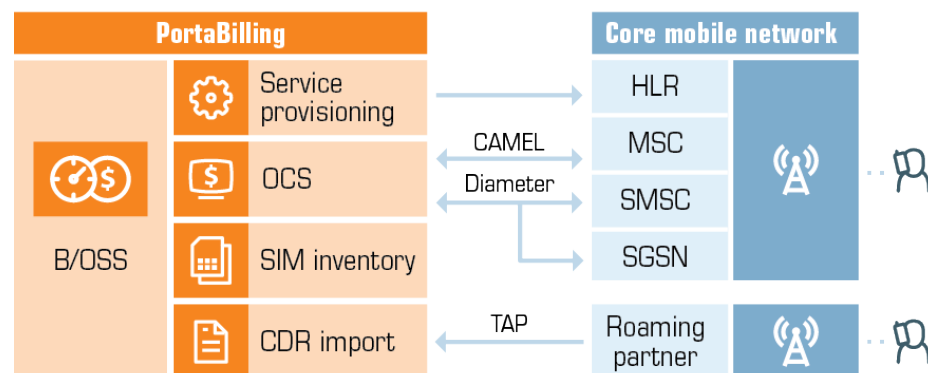 PortaBilling
Core mobile network
B/OSS
Service
provisioning
OCS
SIM inventory
CDR import
CAMEL
Diameter
TAP
HLR
MSC
SMSC
SGSN
Roaming
partner